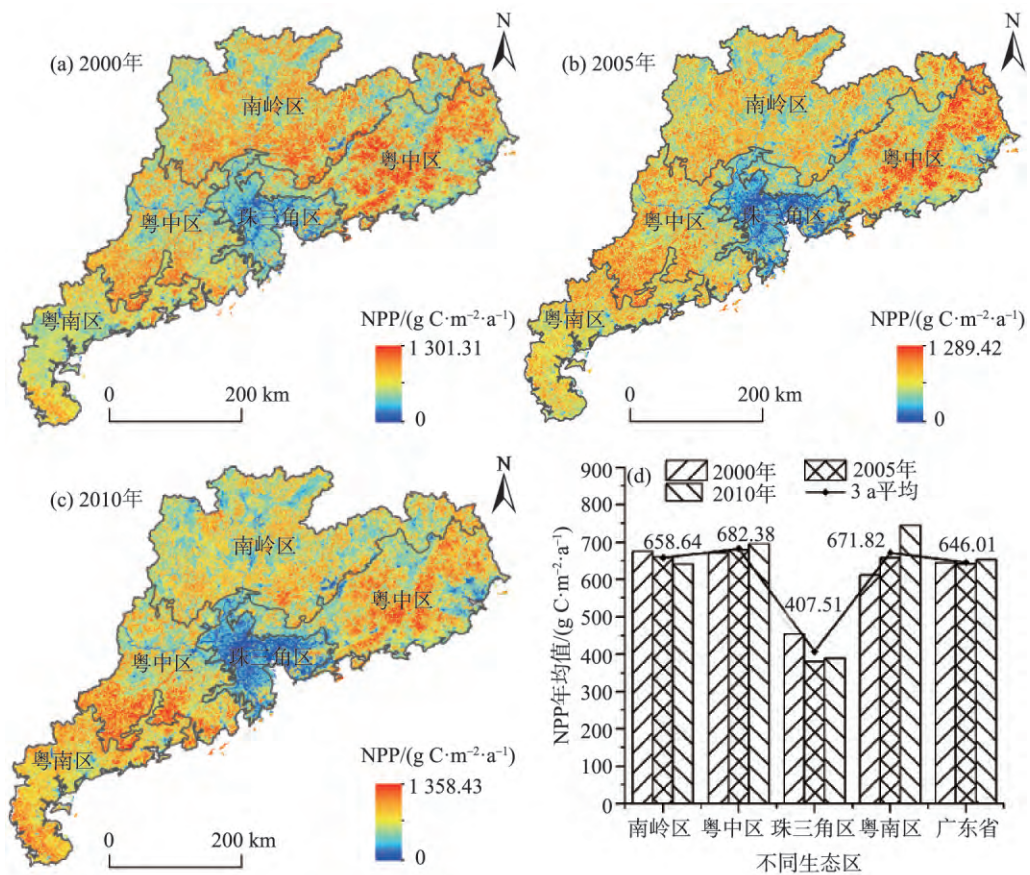 N
(a) 2000年
南岭区
粤中区
粤中区
珠三角区
粤南区
NPP/(g C·m⁻²·a⁻¹)
1 301.31
0
0 200 km
N
(b) 2005年
南岭区
粤中区
粤中区
珠三角区
粤南区
NPP/(g C·m⁻²·a⁻¹)
1 289.42
0
0 200 km
N
(c) 2010年
南岭区
粤中区
粤中区
珠三角区
粤南区
NPP/(g C·m⁻²·a⁻¹)
1 358.43
0
0 200 km
(d)
2000年 2005年
2010年 3 a平均
NPP年均值/(g C·m⁻²·a⁻¹)
900
800
700
600
500
400
300
200
100
0
658.64
682.38
407.51
671.82
646.01
南岭区 粤中区 珠三角区 粤南区 广东省
不同生态区